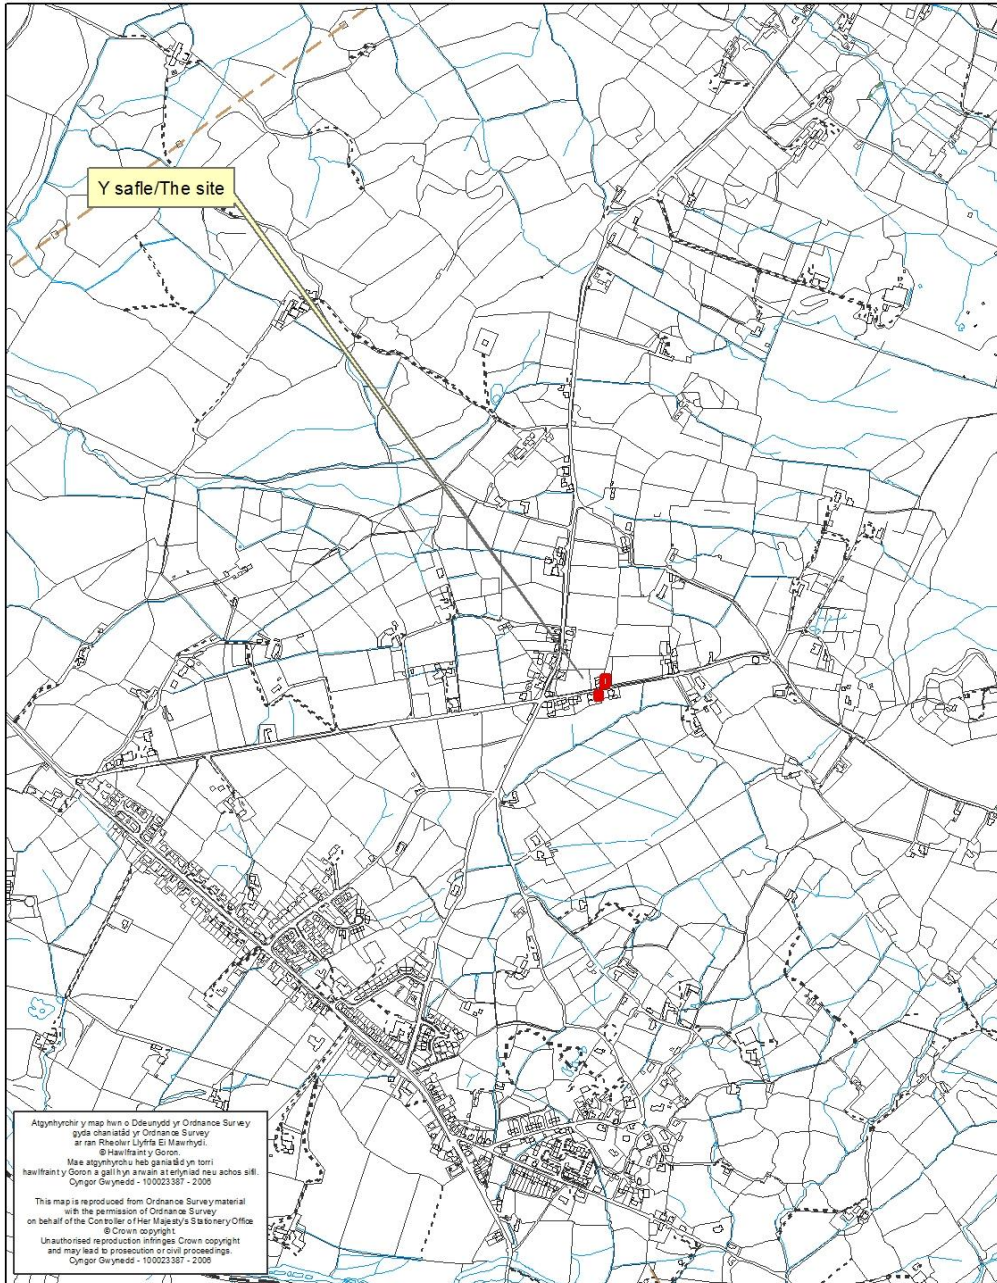 Y safle/The site
Atgynhyrchir y map hwn o Ddeunydd yr Ordnance Survey
gyda chaniatâd yr Ordnance Survey
ar ran Rheolwr Llyfrfa Ei Mawrhydi.
© Hawlfraint y Goron.
Mae atgynhyrchu heb ganiatâd yn torri
hawlfraint y Goron a gall hyn arwain at erlyniad neu achos sifil.
Cyngor Gwynedd - 100023387 - 2006
This map is reproduced from Ordnance Survey material
with the permission of Ordnance Survey
on behalf of the Controller of Her Majesty's Stationery Office
© Crown copyright.
Unauthorised reproduction infringes Crown copyright
and may lead to prosecution or civil proceedings.
Cyngor Gwynedd - 100023387 - 2006